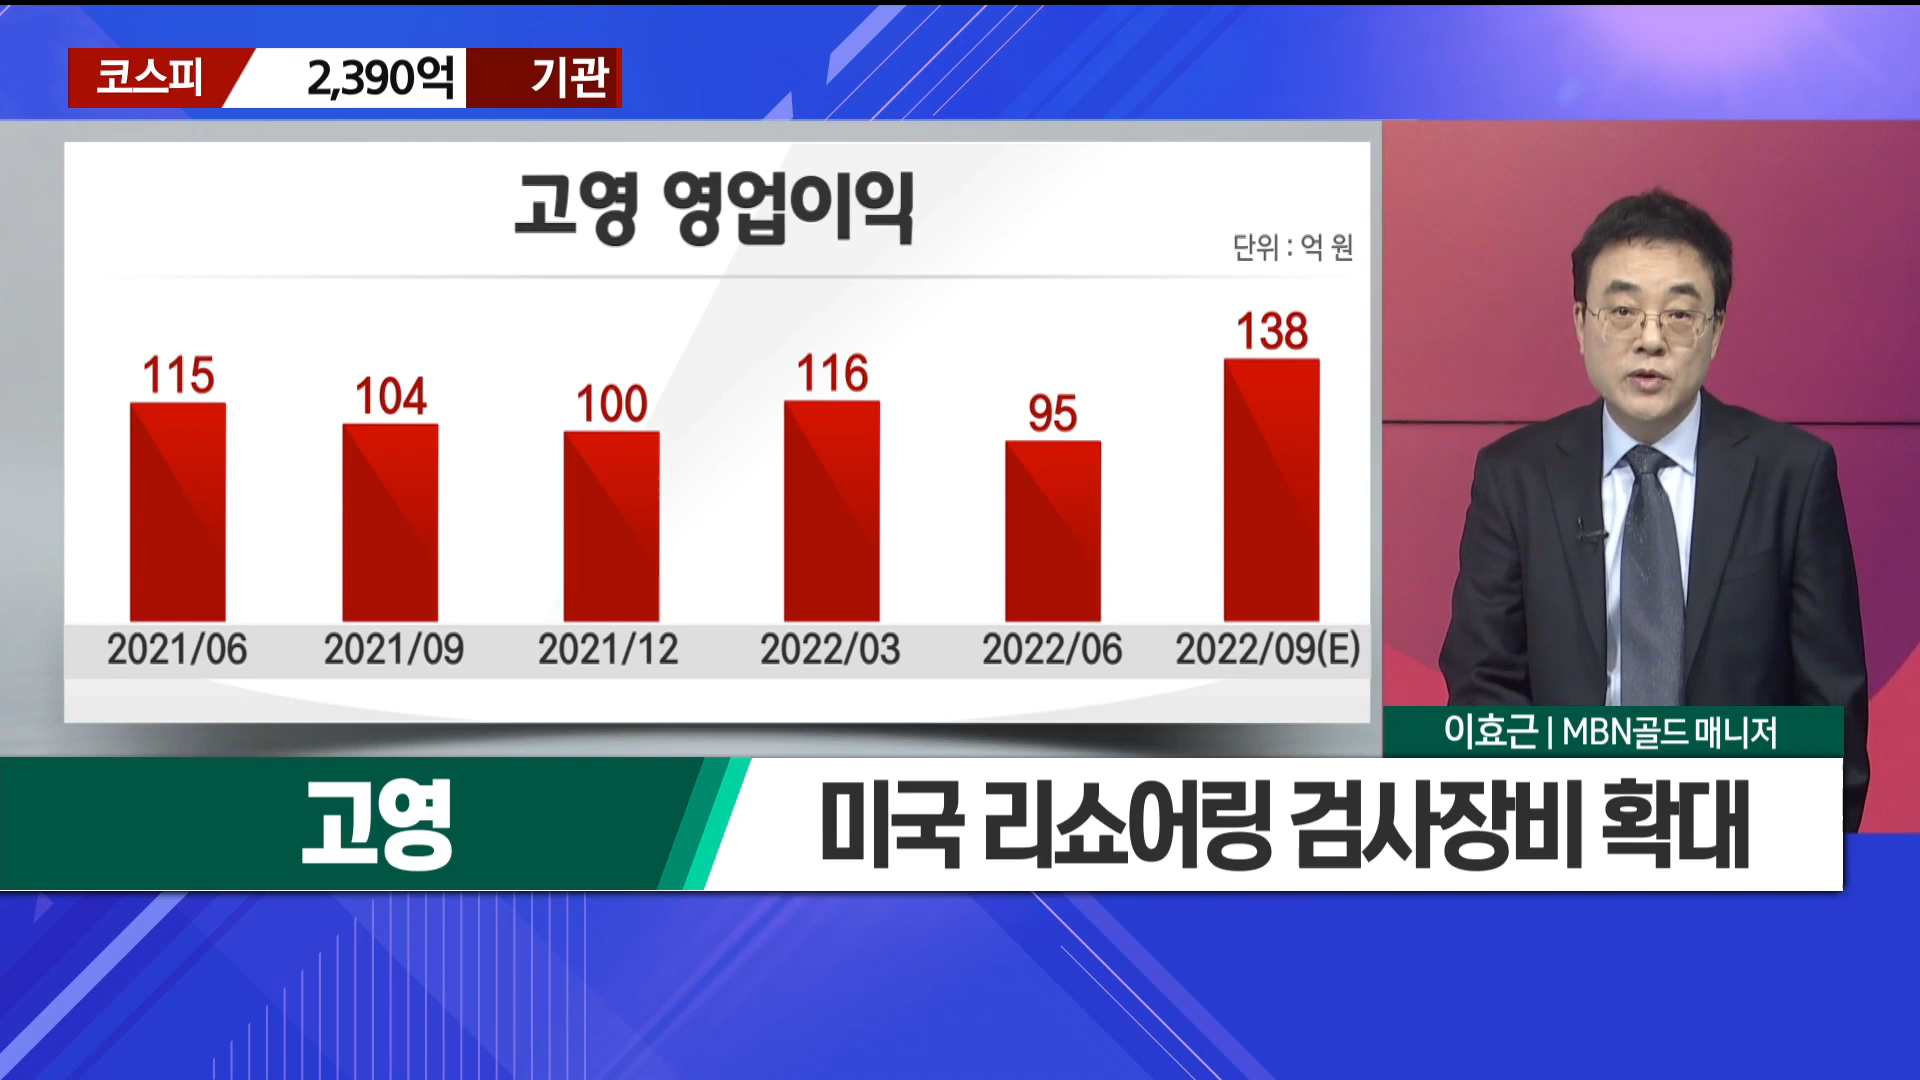 코스피 2,390억 기관
고영 영업이익
단위 : 억 원
115 104 100 116 95 138
2021/06 2021/09 2021/12 2022/03 2022/06 2022/09(E)
이효근 | MBN골드 매니저
고영 미국 리쇼어링 검사장비 확대